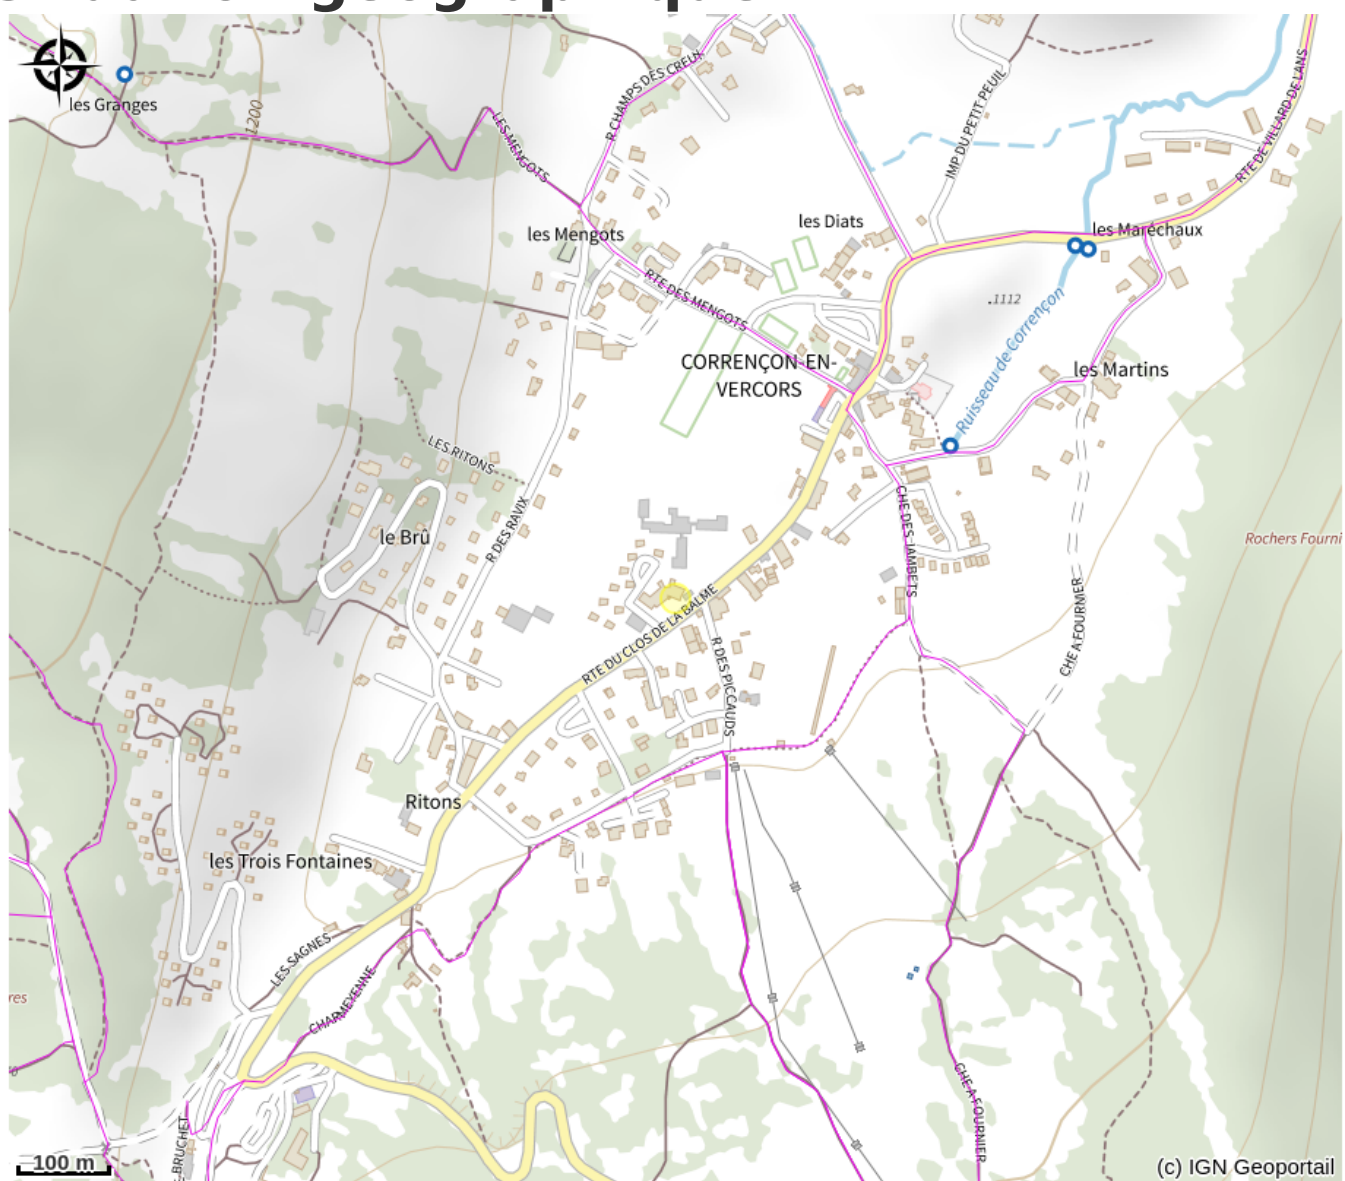 les Granges
1200
LES MENGOTS
R CHAMPS DES CREUX
IMP DU PETIT PEUIL
RTE DE VILLARD DE LANS
les Mengots
les Diats
les Maréchaux
RTE DES MENGOTS
.1112
Ruisseau de Corrençon
CORRENÇON-EN-
VERCORS
les Martins
LES RITONS
R DES RAVIX
le Brû
CHE DES JAMBETS
Rochers Fourni
CHE A FOURNIER
RTE DU CLOS DE LA BALME
R DES PICCAUDS
Ritons
les Trois Fontaines
LES SAGNES
CHARMEYENNE
res
CHE A FOURNIER
E BRUCHET
100 m
(c) IGN Geoportail